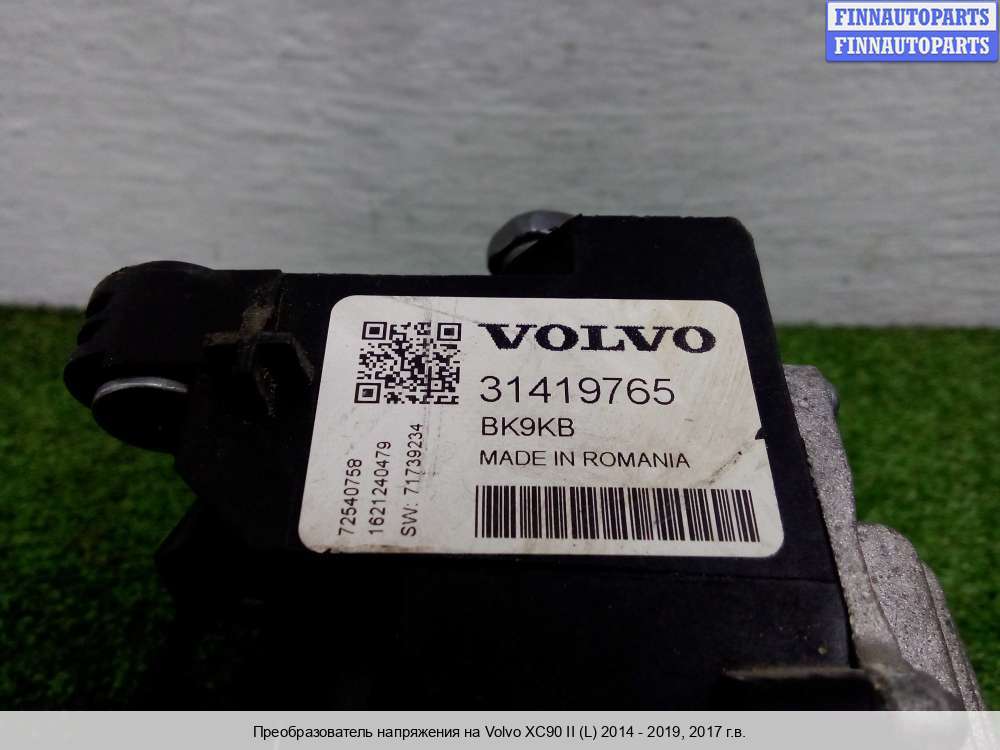 FINNAUTOPARTS
FINNAUTOPARTS
VOLVO
31419765
BK9KB
MADE IN ROMANIA
72540758
1621240479
SW: 71739234
Преобразователь напряжения на Volvo XC90 II (L) 2014 - 2019, 2017 г.в.